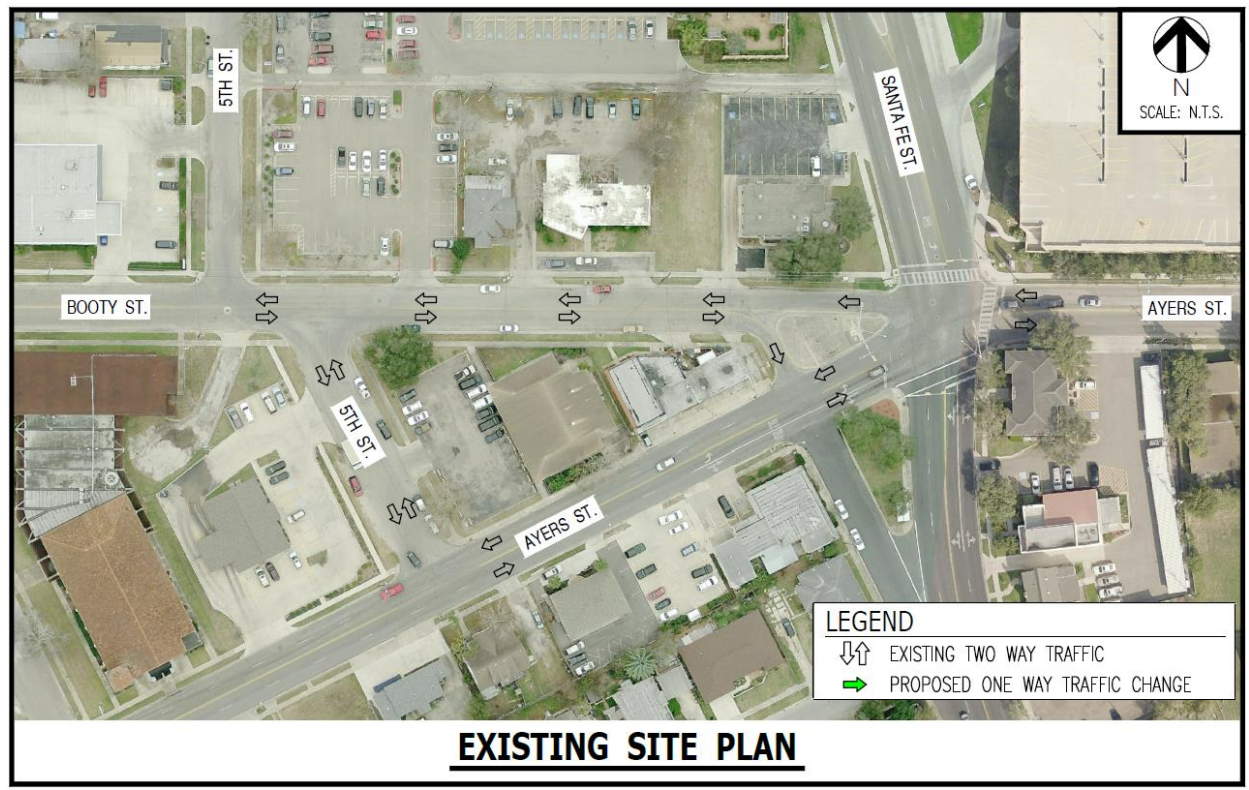 5TH ST.
SANTA FE ST.
N
SCALE: N.T.S.
BOOTY ST.
AYERS ST.
5TH ST.
AYERS ST.
LEGEND
EXISTING TWO WAY TRAFFIC
PROPOSED ONE WAY TRAFFIC CHANGE
EXISTING SITE PLAN